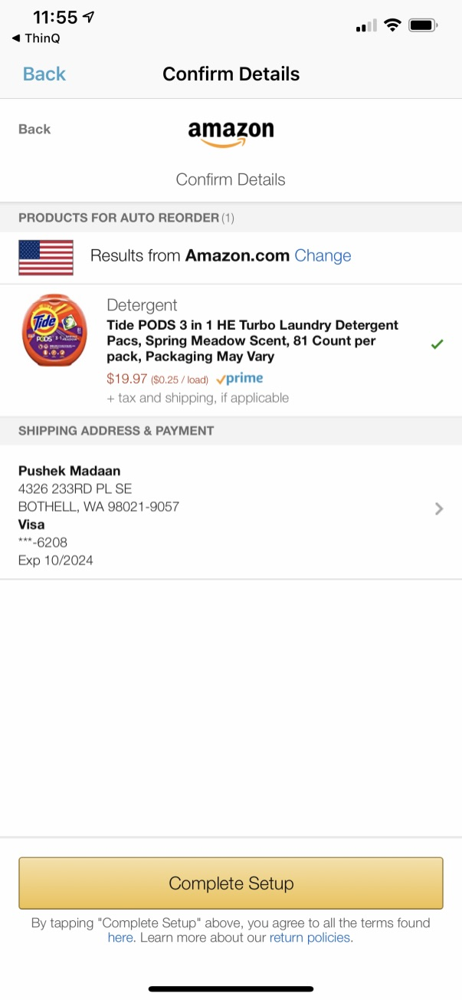 11:55
ThinQ
Back
Confirm Details
Back
amazon
Confirm Details
PRODUCTS FOR AUTO REORDER (1)
Results from Amazon.com Change
Detergent
Tide PODS 3 in 1 HE Turbo Laundry Detergent
Pacs, Spring Meadow Scent, 81 Count per
pack, Packaging May Vary
$19.97 ($0.25 / load) prime
+ tax and shipping, if applicable
Tide
PODS
SHIPPING ADDRESS & PAYMENT
Pushek Madaan
4326 233RD PL SE
BOTHELL, WA 98021-9057
Visa
***-6208
Exp 10/2024
Complete Setup
By tapping "Complete Setup" above, you agree to all the terms found
here. Learn more about our return policies.